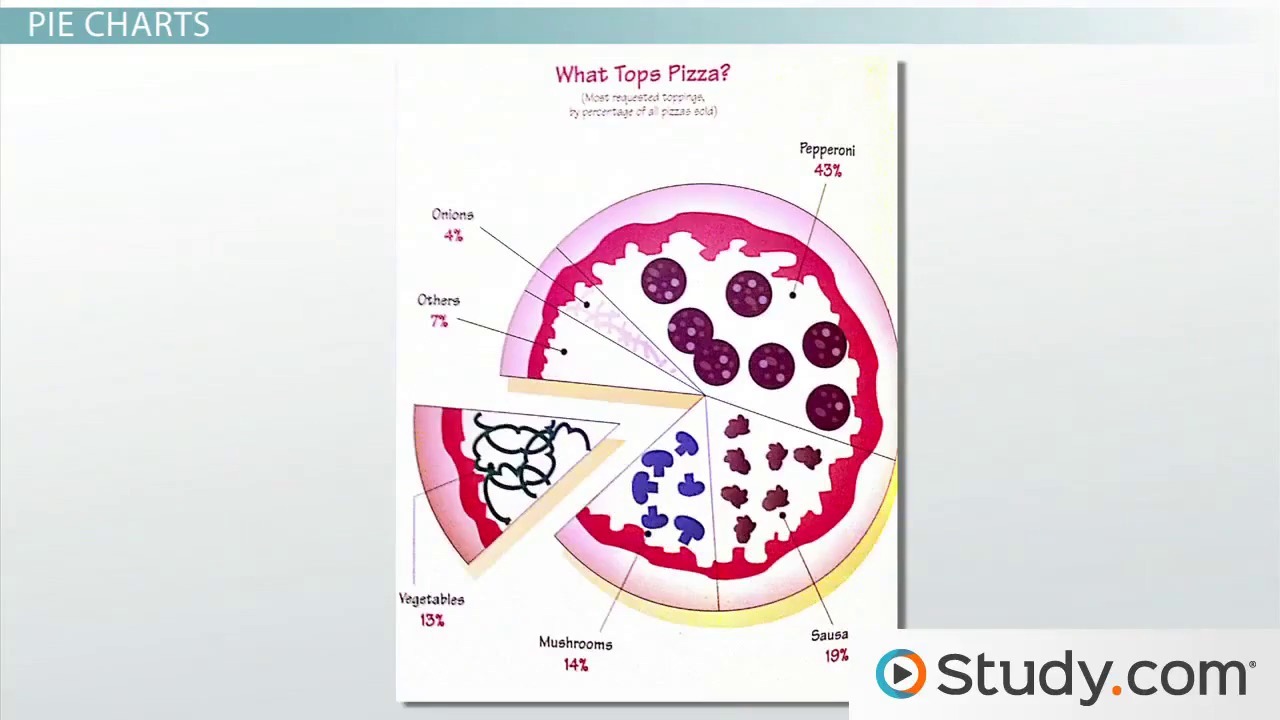 PIE CHARTS
What Tops Pizza?
(Most requested toppings,
by percentage of all pizzas sold)
Pepperoni
43%
Onions
4%
Others
7%
Vegetables
13%
Mushrooms
14%
Sausa
19%
Study.com®